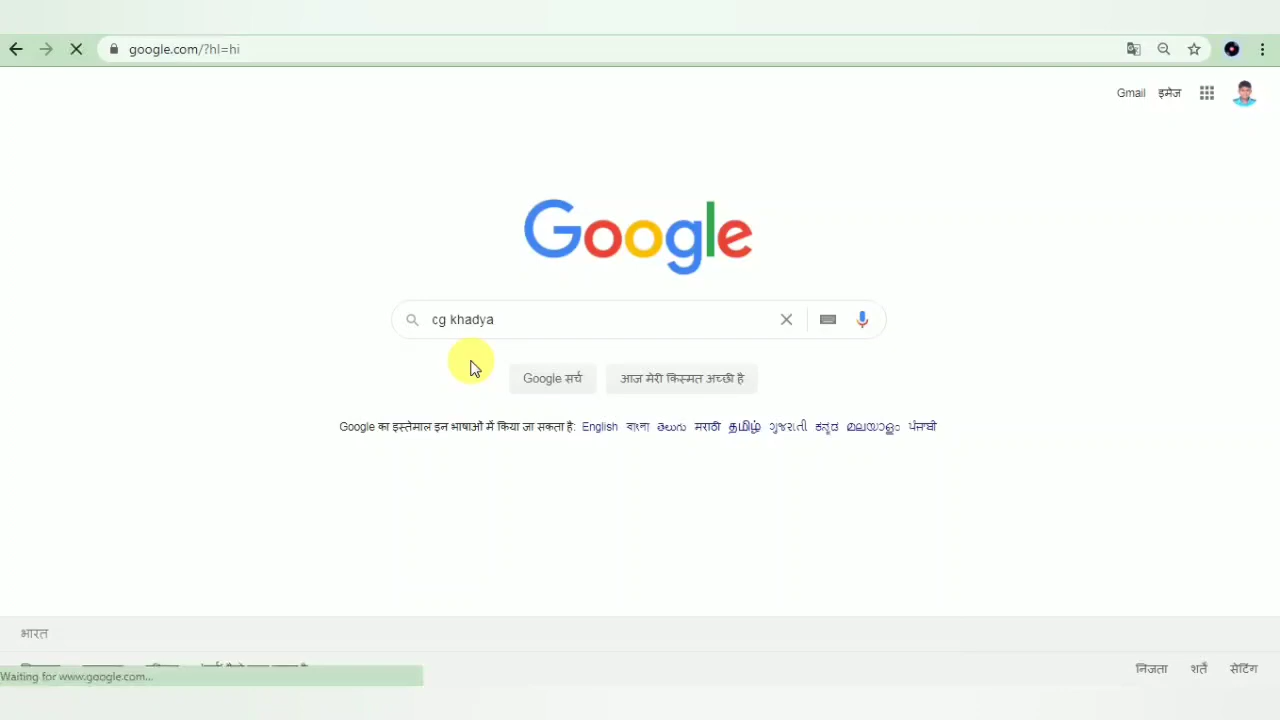 google.com/?hl=hi
Gmail इमेज
Google
cg khadya
Google सर्च आज मेरी किस्मत अच्छी है
Google का इस्तेमाल इन भाषाओं में किया जा सकता है: English বাংলা తెలుగు मराठी தமிழ் ગુજરાતી ಕನ್ನಡ മലയാളം ਪੰਜਾਬੀ
भारत
Waiting for www.google.com...
निजता शर्तें सेटिंग